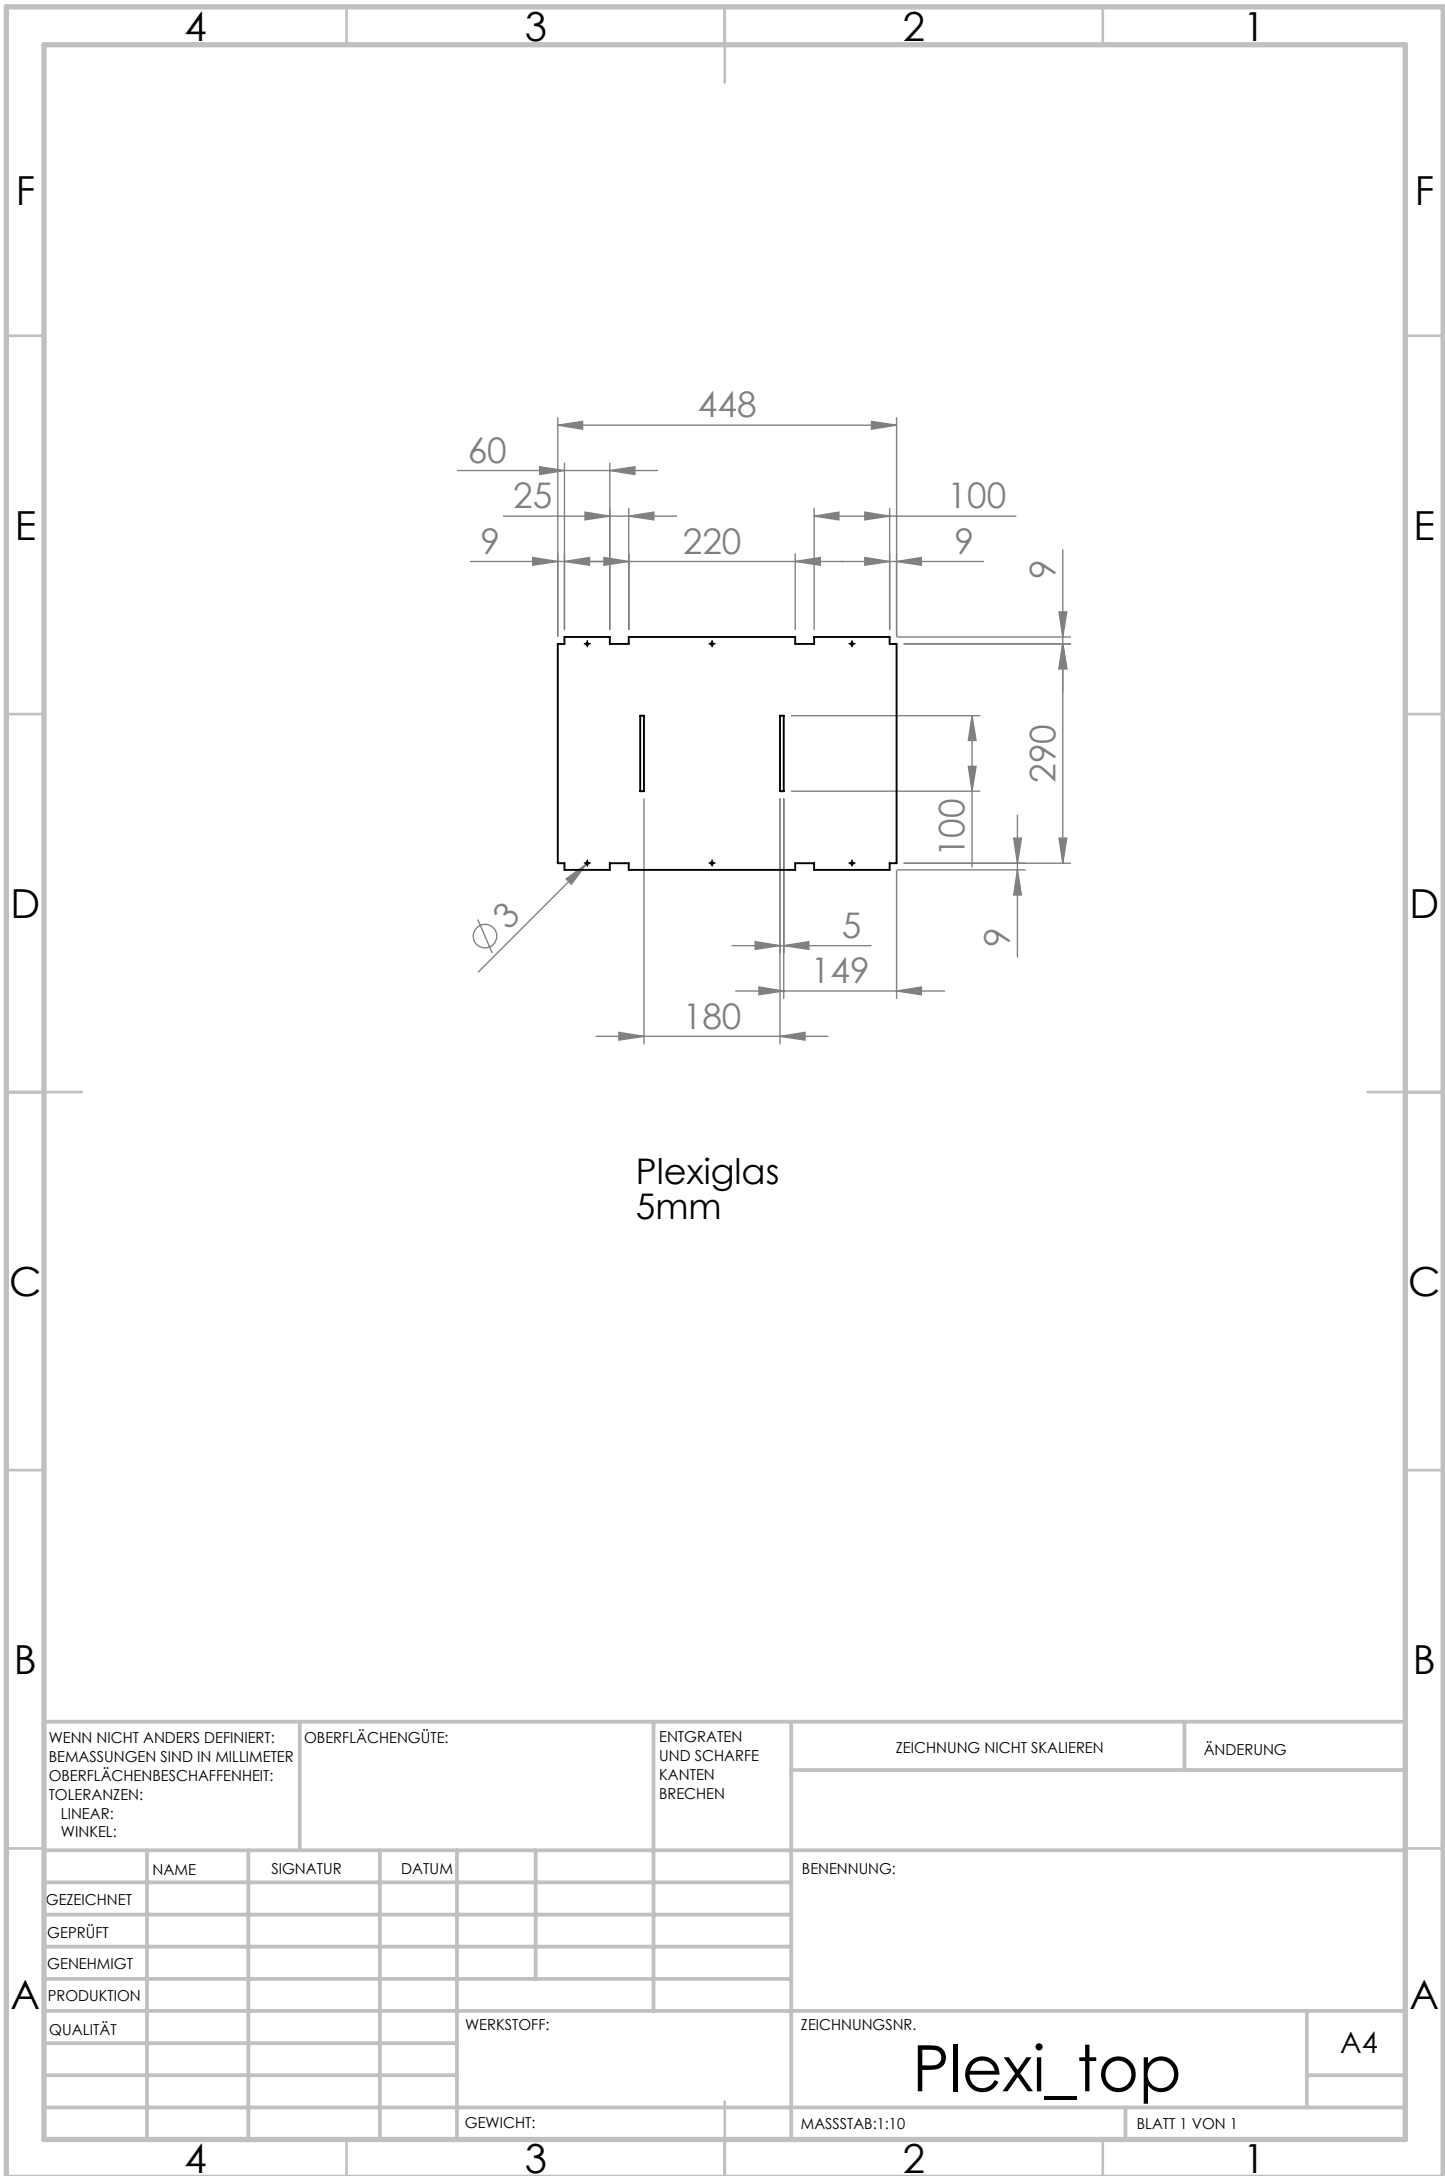 4 3 2 1
F F
448
60
25 100
9 220 9
9
E E
290
100
Ø 3
D D
5
9
149
180
Plexiglas
5mm
C C
B B
WENN NICHT ANDERS DEFINIERT:
BEMASSUNGEN SIND IN MILLIMETER
OBERFLÄCHENBESCHAFFENHEIT:
TOLERANZEN:
LINEAR:
WINKEL:
OBERFLÄCHENGÜTE:
ENTGRATEN
UND SCHARFE
KANTEN
BRECHEN
ZEICHNUNG NICHT SKALIEREN
ÄNDERUNG
NAME SIGNATUR DATUM
GEZEICHNET
GEPRÜFT
GENEHMIGT
PRODUKTION
QUALITÄT
BENENNUNG:
A A
WERKSTOFF:
GEWICHT:
ZEICHNUNGSNR.
Plexi_top
A4
MASSSTAB:1:10
BLATT 1 VON 1
4 3 2 1